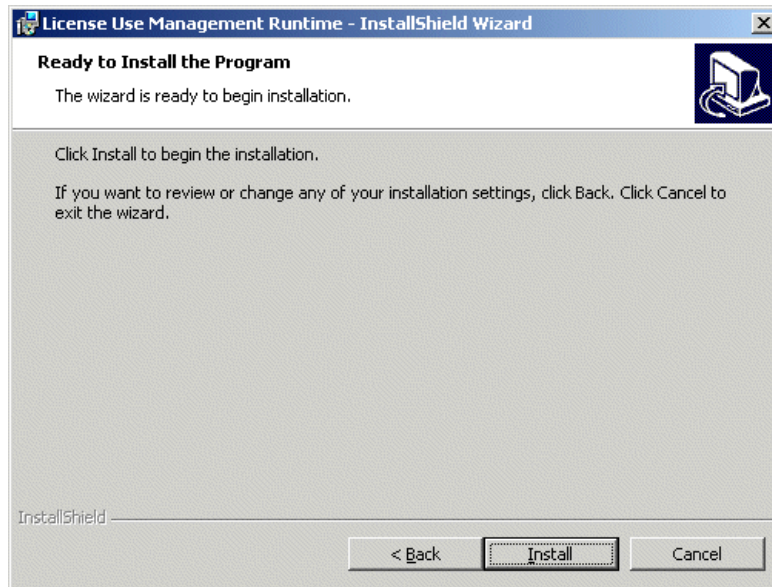 License Use Management Runtime - InstallShield Wizard
Ready to Install the Program
The wizard is ready to begin installation.
Click Install to begin the installation.
If you want to review or change any of your installation settings, click Back. Click Cancel to
exit the wizard.
InstallShield
< Back Install Cancel